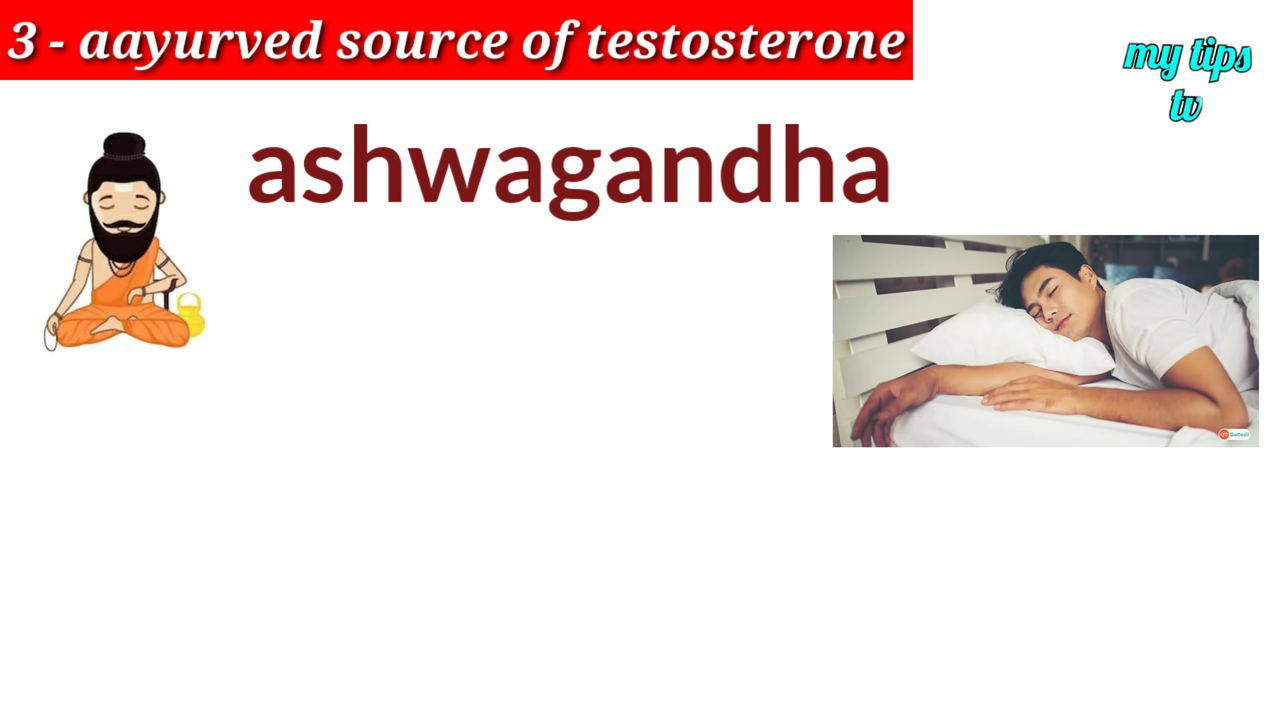 3 - aayurved source of testosterone
my tips
tv
ashwagandha